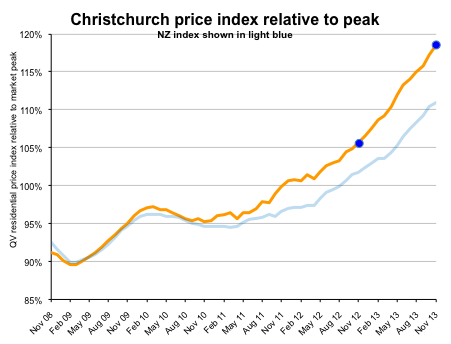 Christchurch price index relative to peak
NZ index shown in light blue
QV residential price index relative to market peak
120%
115%
110%
105%
100%
95%
90%
85%
Nov 08
Feb 09
May 09
Aug 09
Nov 09
Feb 10
May 10
Aug 10
Nov 10
Feb 11
May 11
Aug 11
Nov 11
Feb 12
May 12
Aug 12
Nov 12
Feb 13
May 13
Aug 13
Nov 13